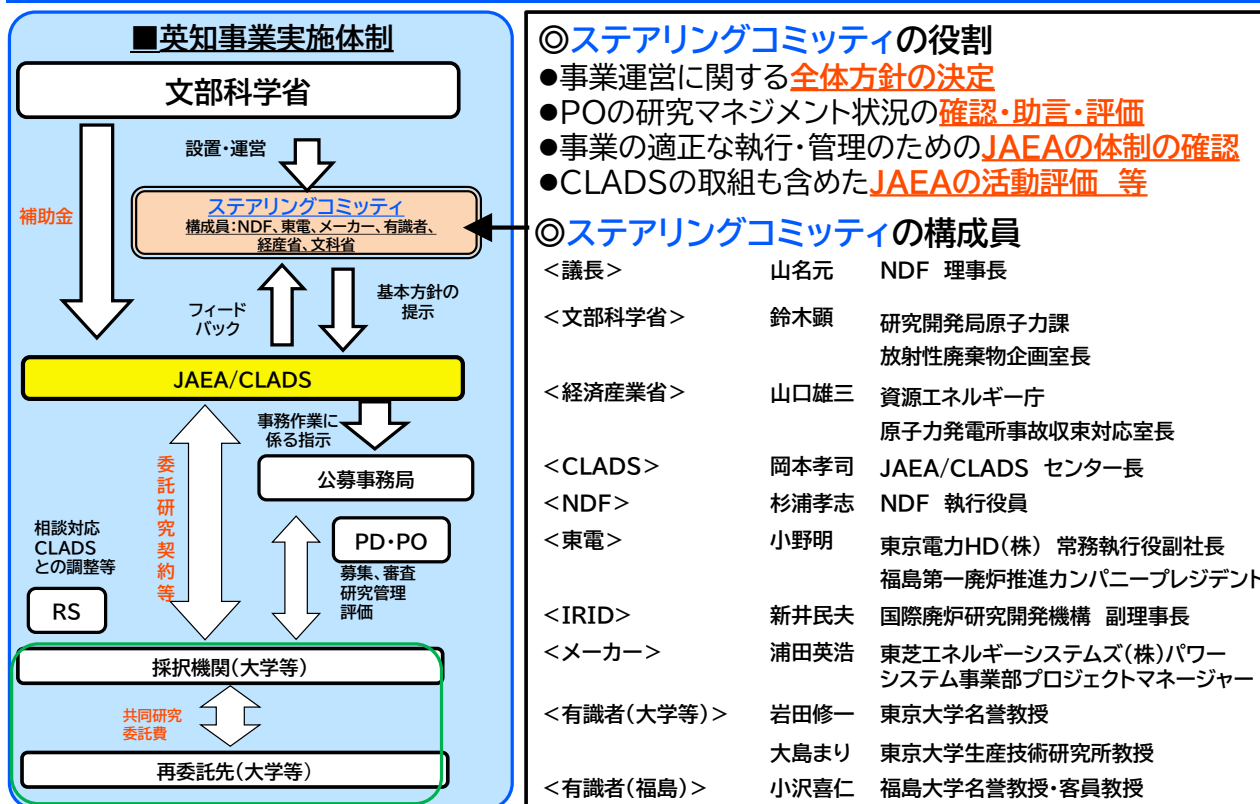 ■英知事業実施体制
文部科学省
設置・運営
補助金
ステアリングコミッティ
構成員:NDF、東電、メーカー、有識者、
経産省、文科省
フィード
バック
基本方針の
提示
JAEA/CLADS
事務作業に
係る指示
公募事務局
委託研究契約等
PD・PO
募集、審査
研究管理
評価
相談対応
CLADS
との調整等
RS
採択機関(大学等)
共同研究
委託費
再委託先(大学等)
◎ステアリングコミッティの役割
●事業運営に関する全体方針の決定
●POの研究マネジメント状況の確認・助言・評価
●事業の適正な執行・管理のためのJAEAの体制の確認
●CLADSの取組も含めたJAEAの活動評価 等
◎ステアリングコミッティの構成員
<議長> 山名元 NDF 理事長
<文部科学省> 鈴木顕 研究開発局原子力課
放射性廃棄物企画室長
<経済産業省> 山口雄三 資源エネルギー庁
原子力発電所事故収束対応室長
<CLADS> 岡本孝司 JAEA/CLADS センター長
<NDF> 杉浦孝志 NDF 執行役員
<東電> 小野明 東京電力HD(株) 常務執行役副社長
福島第一廃炉推進カンパニープレジデント
<IRID> 新井民夫 国際廃炉研究開発機構 副理事長
<メーカー> 浦田英浩 東芝エネルギーシステムズ(株)パワー
システム事業部プロジェクトマネージャー
<有識者(大学等)> 岩田修一 東京大学名誉教授
大島まり 東京大学生産技術研究所教授
<有識者(福島)> 小沢喜仁 福島大学名誉教授・客員教授